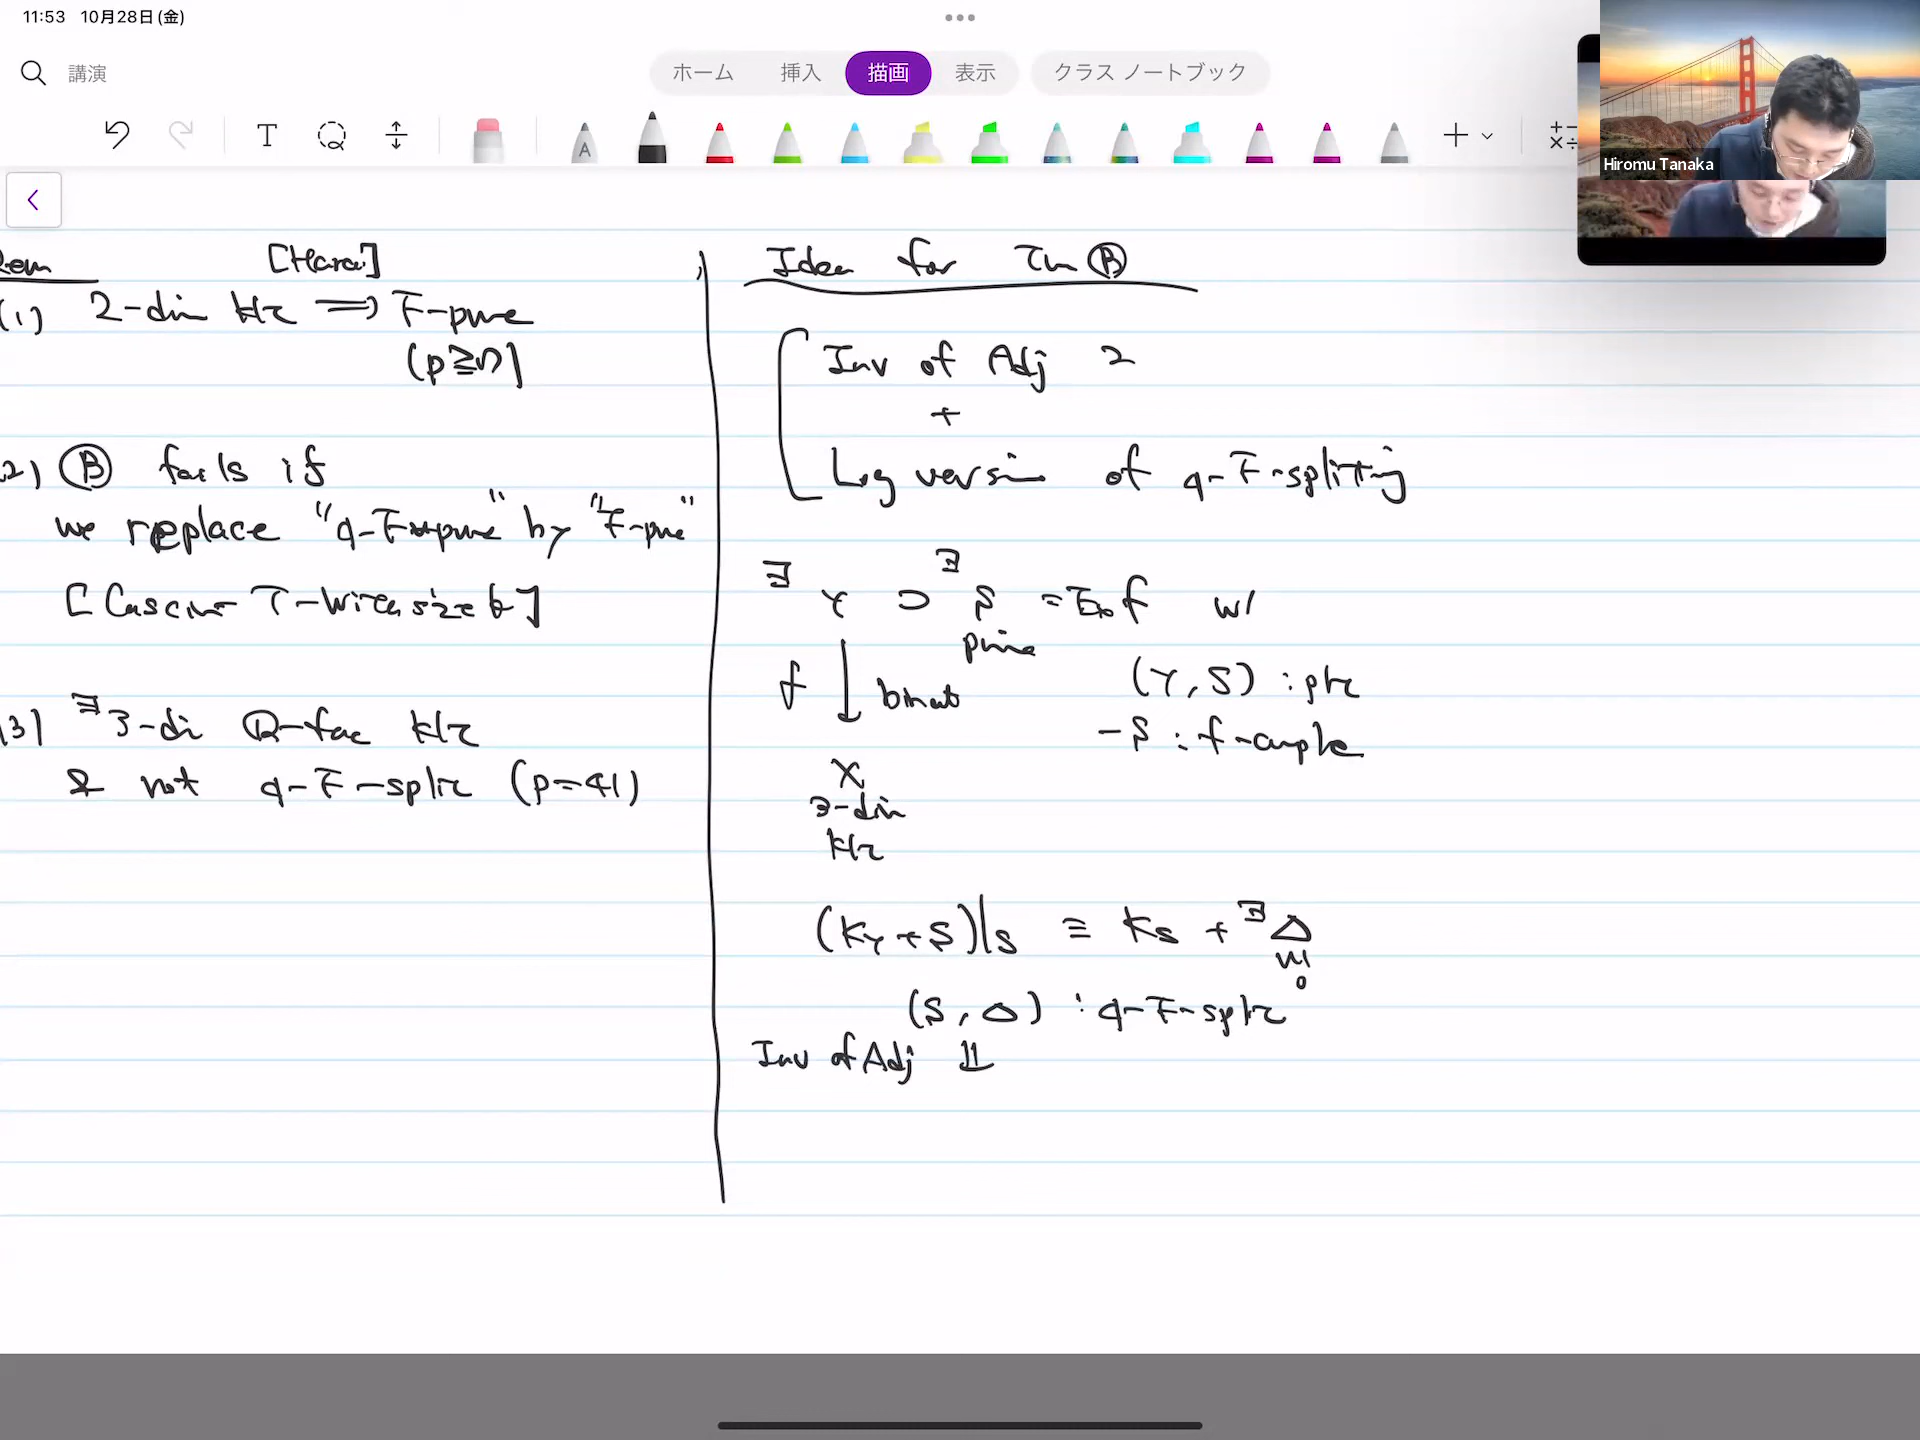 11:53 10月28日(金)
講演
ホーム 挿入 描画 表示 クラス ノートブック
Hiromu Tanaka
Rem [Hara]
(1) 2-dim klt ⟹ F-pure
(p≧7)
(2) Ⓑ fails if
we replace "q-F-pure" by "F-pure"
[Cascini-T-Witaszek]
(3) ∃3-dim Q-fac klt
& not q-F-split (p=41)
Idea for Thm Ⓑ
Inv of Adj 2
+
Log version of q-F-splitting
∃ Y ⊃ ∃ S = Ex f w/
prime
f ↓ birat (Y, S) : plt
-S : f-ample
X
3-dim
klt
(K_Y+S)|_S ≡ K_S + ∃Δ
VI
0
(S, Δ) : q-F-split
Inv of Adj ⇓